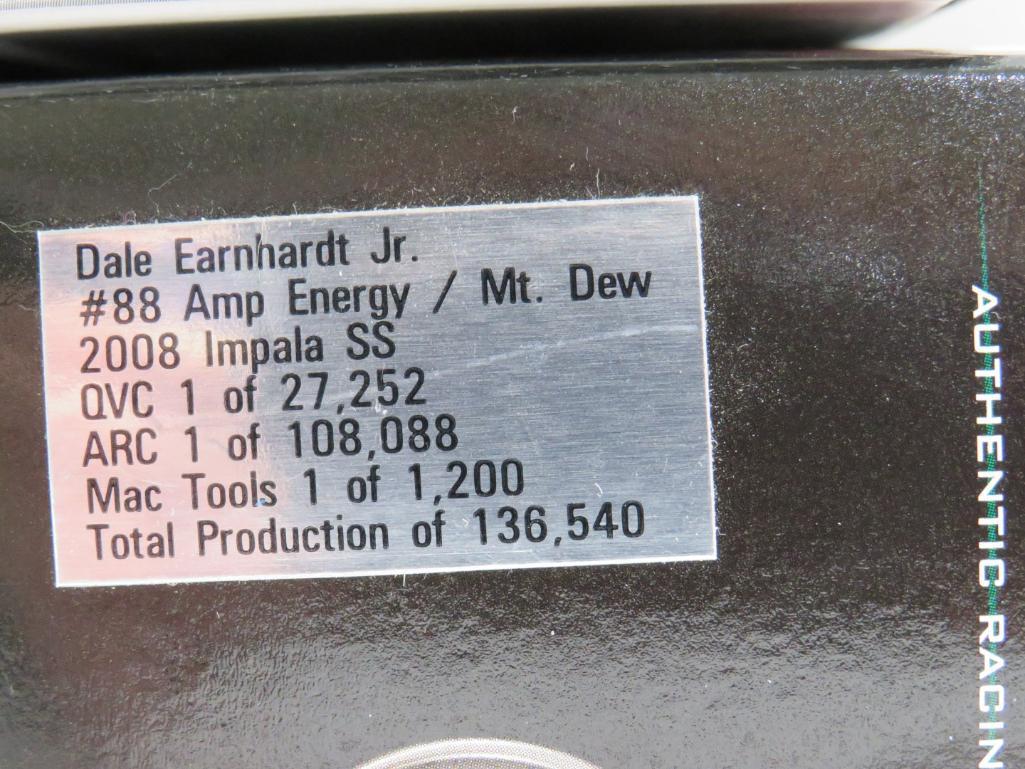 Dale Earnhardt Jr.
#88 Amp Energy / Mt. Dew
2008 Impala SS
QVC 1 of 27,252
ARC 1 of 108,088
Mac Tools 1 of 1,200
Total Production of 136,540
AUTHENTIC RACIN